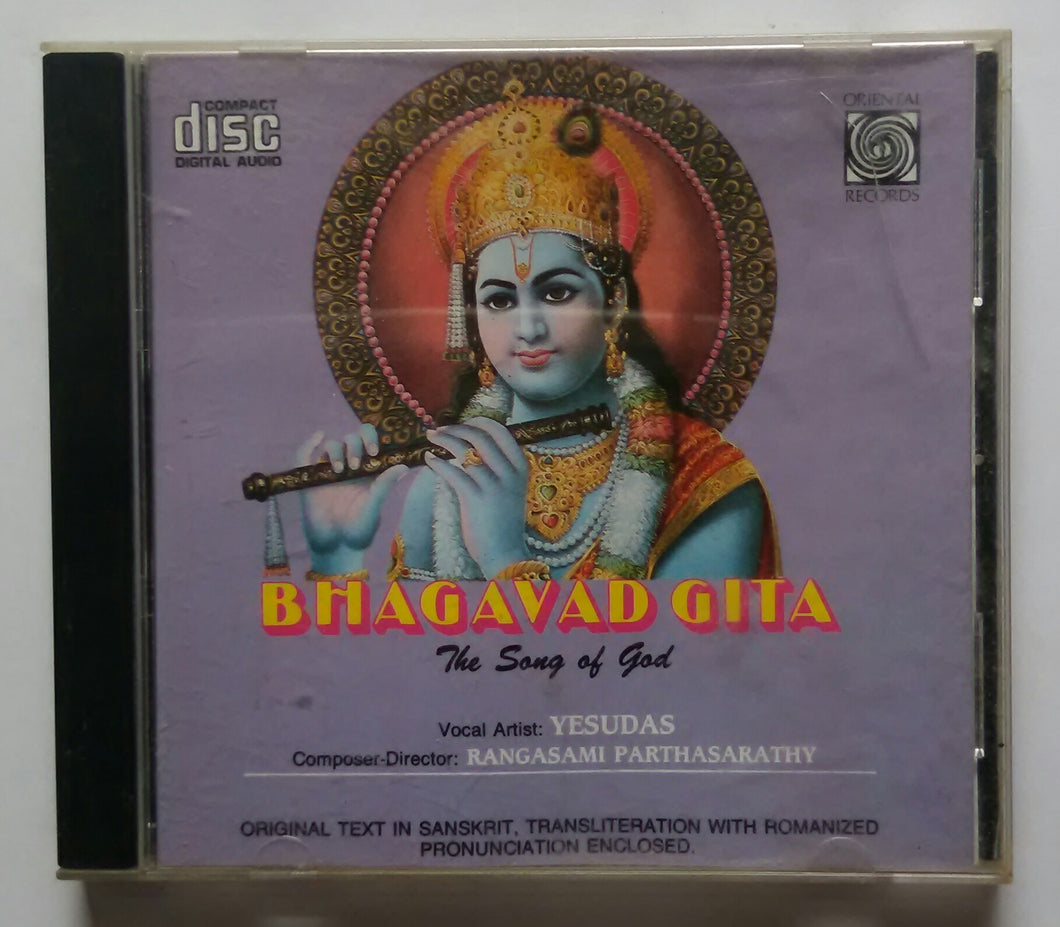 COMPACT
disc
DIGITAL AUDIO
ORIENTAL
RECORDS
BHAGAVAD GITA
The Song of God
Vocal Artist: YESUDAS
Composer-Director: RANGASAMI PARTHASARATHY
ORIGINAL TEXT IN SANSKRIT, TRANSLITERATION WITH ROMANIZED
PRONUNCIATION ENCLOSED.